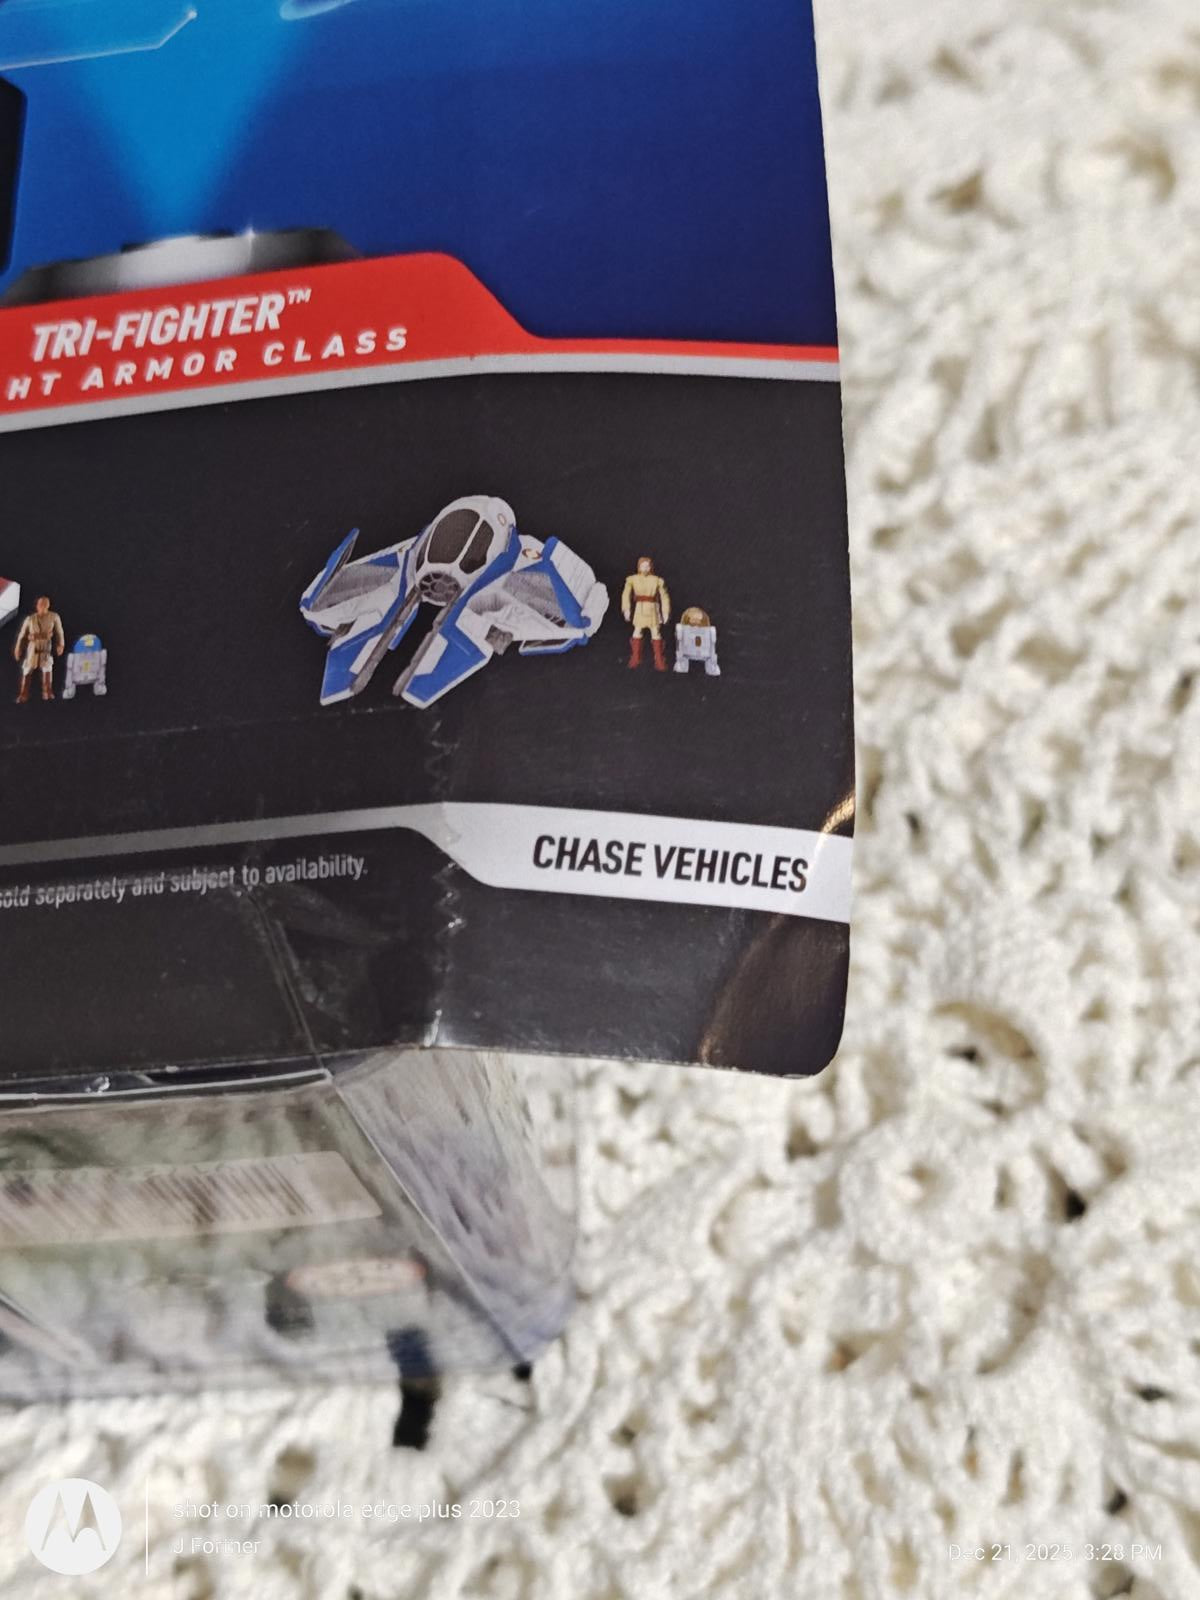 TRI-FIGHTER™
HT ARMOR CLASS
sold separately and subject to availability.
CHASE VEHICLES
shot on motorola edge plus 2023
J Fortner
Dec 21, 2025, 3:28 PM